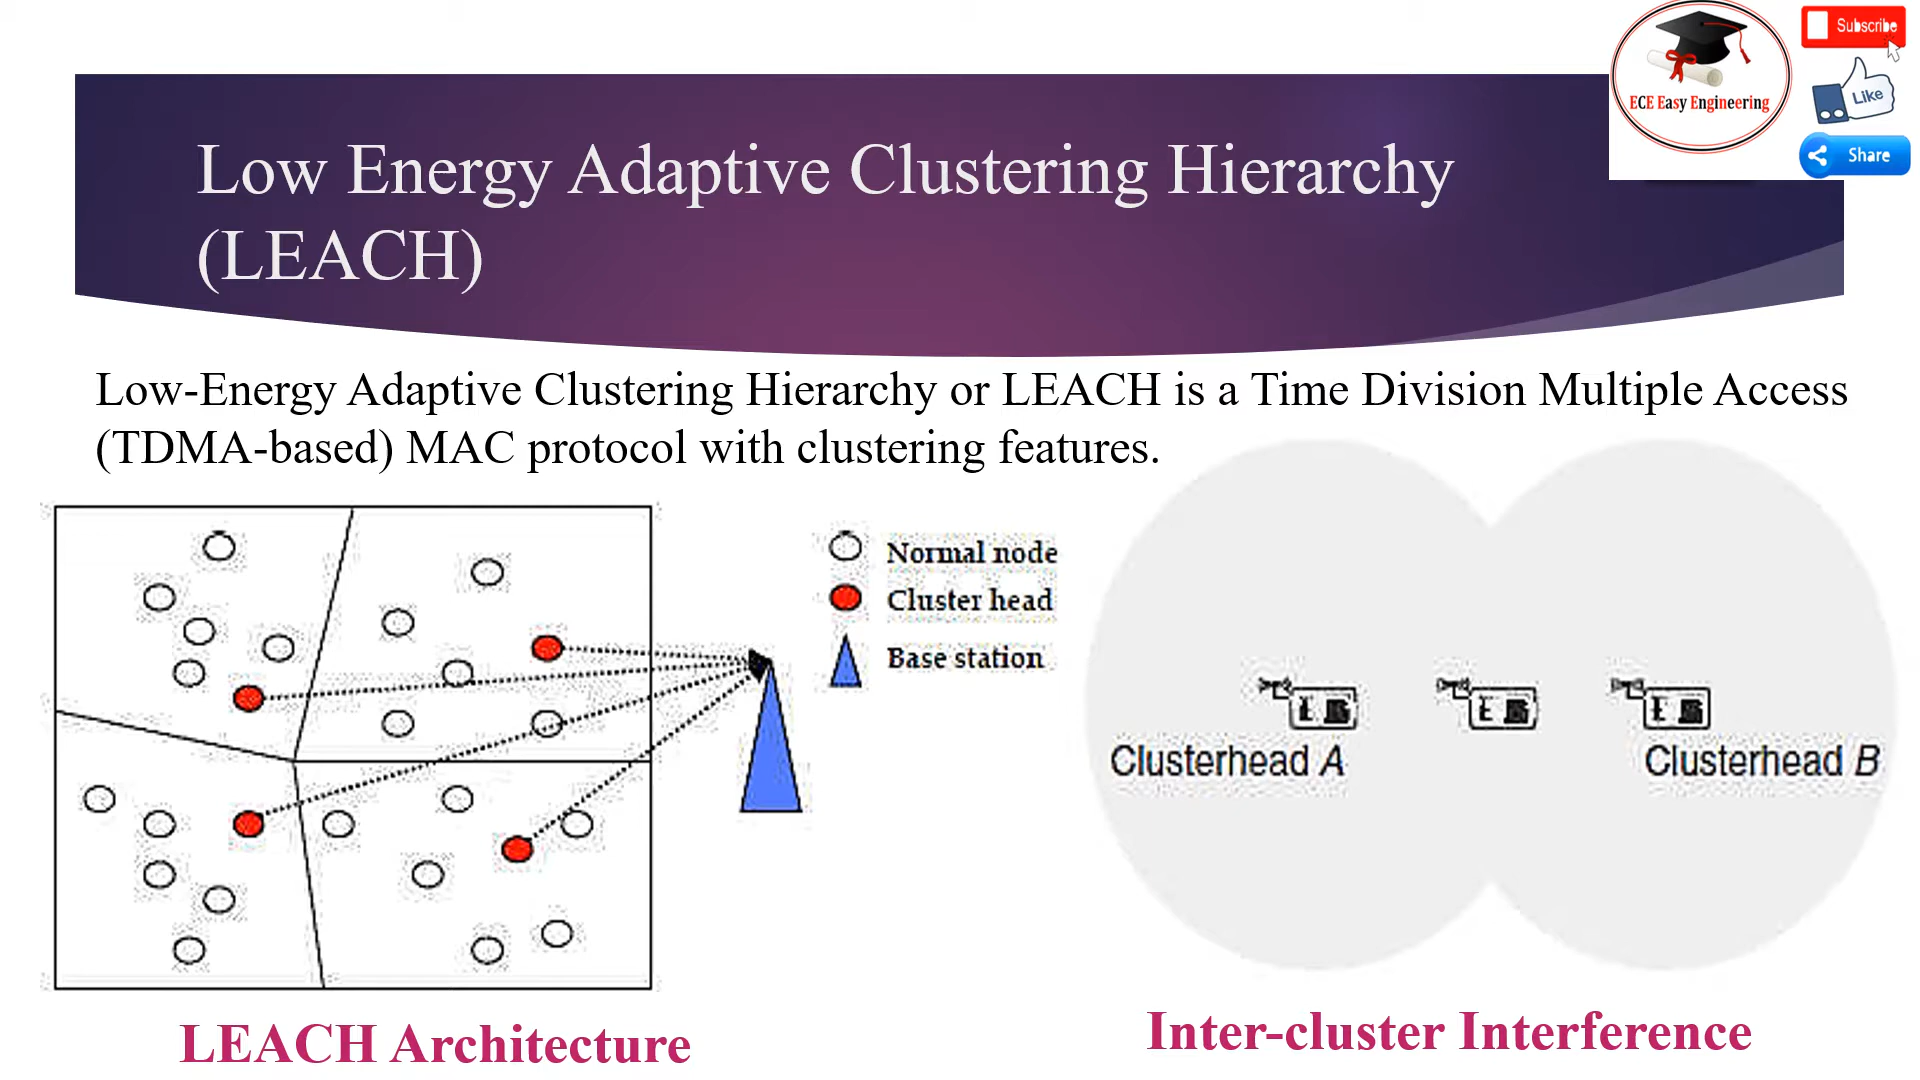 Subscribe
Like
Share
ECE Easy Engineering
Low Energy Adaptive Clustering Hierarchy
(LEACH)
Low-Energy Adaptive Clustering Hierarchy or LEACH is a Time Division Multiple Access
(TDMA-based) MAC protocol with clustering features.
Normal node
Cluster head
Base station
Clusterhead A
Clusterhead B
LEACH Architecture
Inter-cluster Interference